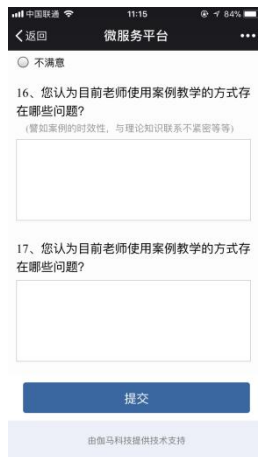 中国联通 11:15 84%
返回 微服务平台
不满意
16、您认为目前老师使用案例教学的方式存
在哪些问题?
(譬如案例的时效性，与理论知识联系不紧密等等)
17、您认为目前老师使用案例教学的方式存
在哪些问题?
提交
由伽马科技提供技术支持